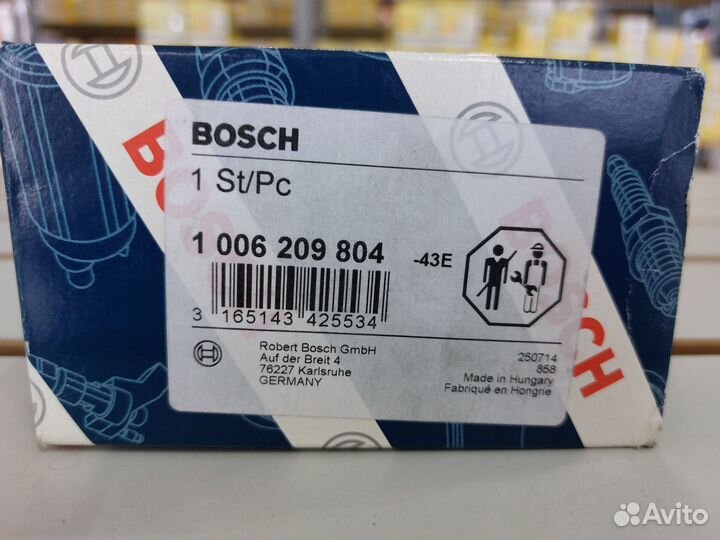 BOSCH
BOSCH
1 St/Pc
1 006 209 804 -43E
3 165143 425534
Robert Bosch GmbH
Auf der Breit 4
76227 Karlsruhe
GERMANY
250714
858
Made in Hungary
Fabriqué en Hongrie
BOSCH
Avito